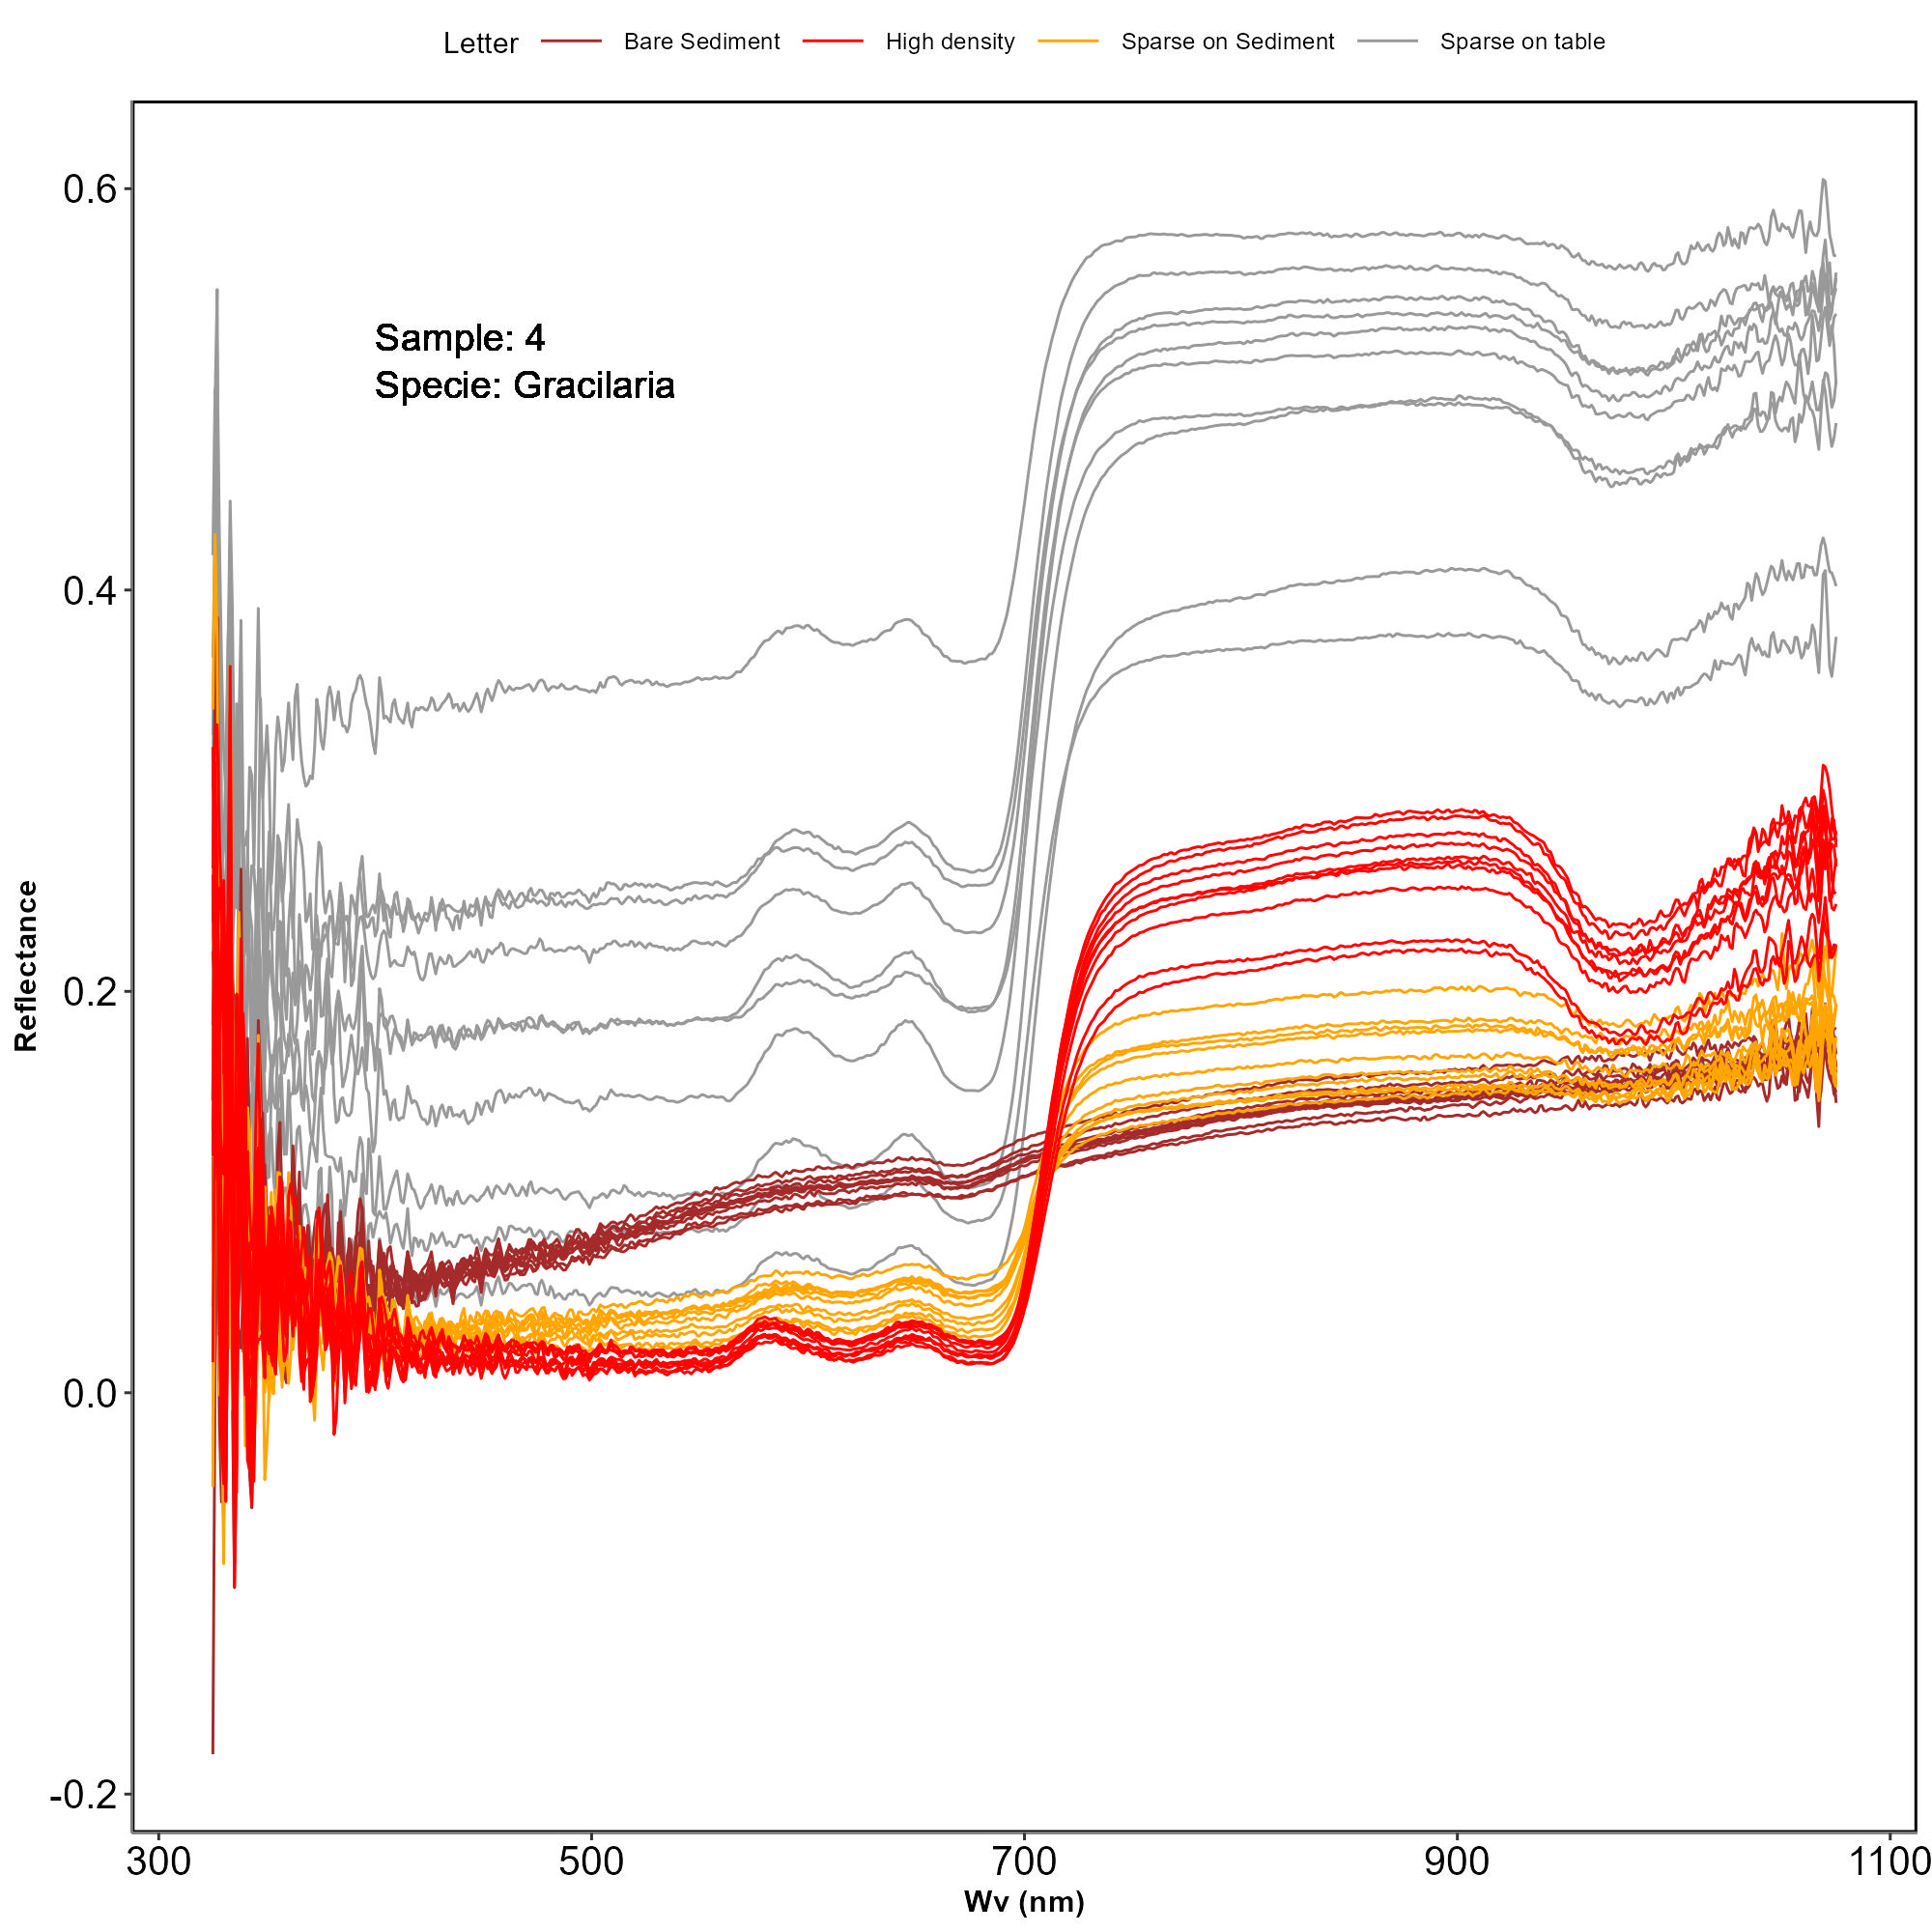 Letter Bare Sediment High density Sparse on Sediment Sparse on table
Sample: 4
Specie: Gracilaria
Reflectance
0.6
0.4
0.2
0.0
-0.2
300 500 700 900 1100
Wv (nm)